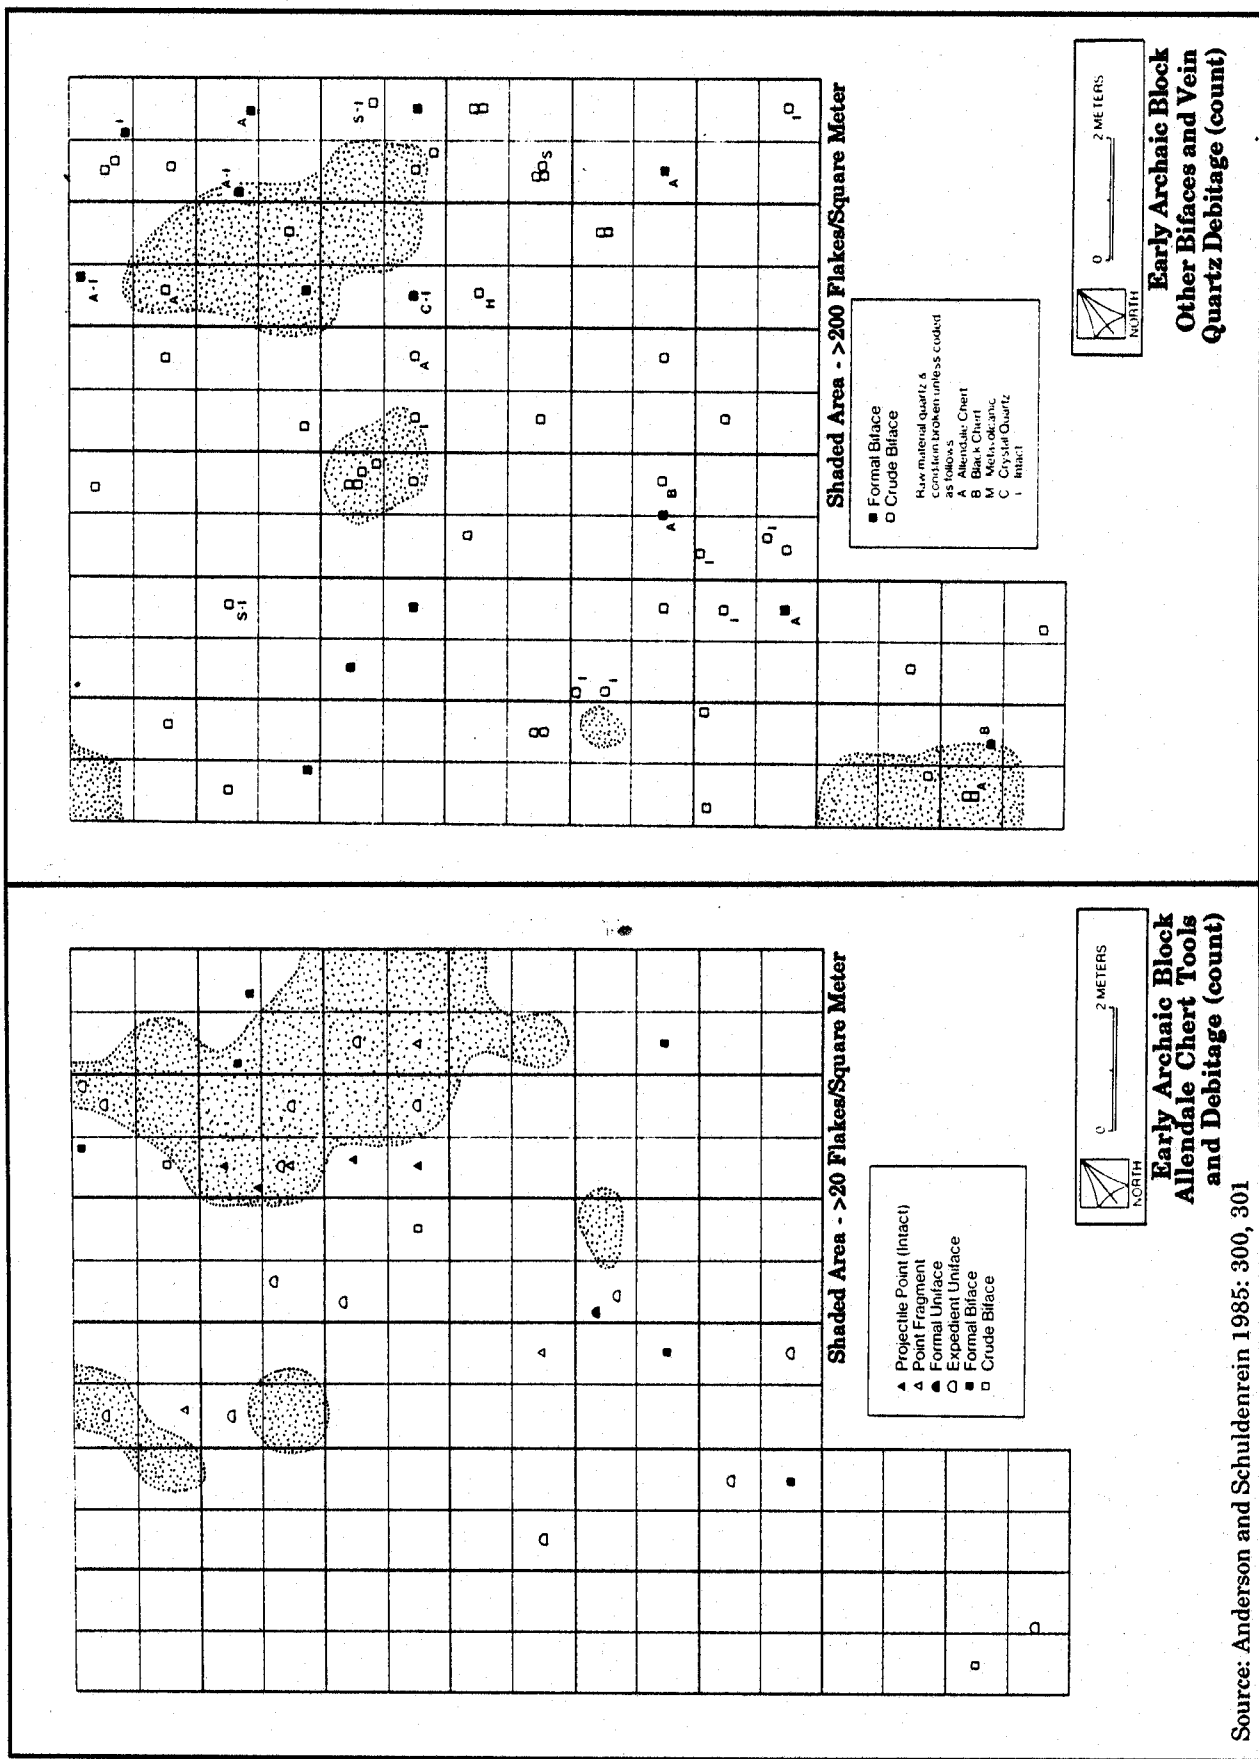 A-I
I
A
A-I
A
S-I
C-I
H
A
I
S
A
S-I
A
B
I
I
I
I
I
I
A
B
A
Shaded Area - >200 Flakes/Square Meter
Formal Biface
Crude Biface
Raw material quartz &
condition broken unless coded
as follows
A Allendale Chert
B Black Chert
M Metavolcanic
C Crystal Quartz
I Intact
0 2 METERS
NORTH
Early Archaic Block
Other Bifaces and Vein
Quartz Debitage (count)
Shaded Area - >20 Flakes/Square Meter
Projectile Point (Intact)
Point Fragment
Formal Uniface
Expedient Uniface
Formal Biface
Crude Biface
0 2 METERS
NORTH
Early Archaic Block
Allendale Chert Tools
and Debitage (count)
Source: Anderson and Schuldenrein 1985: 300, 301